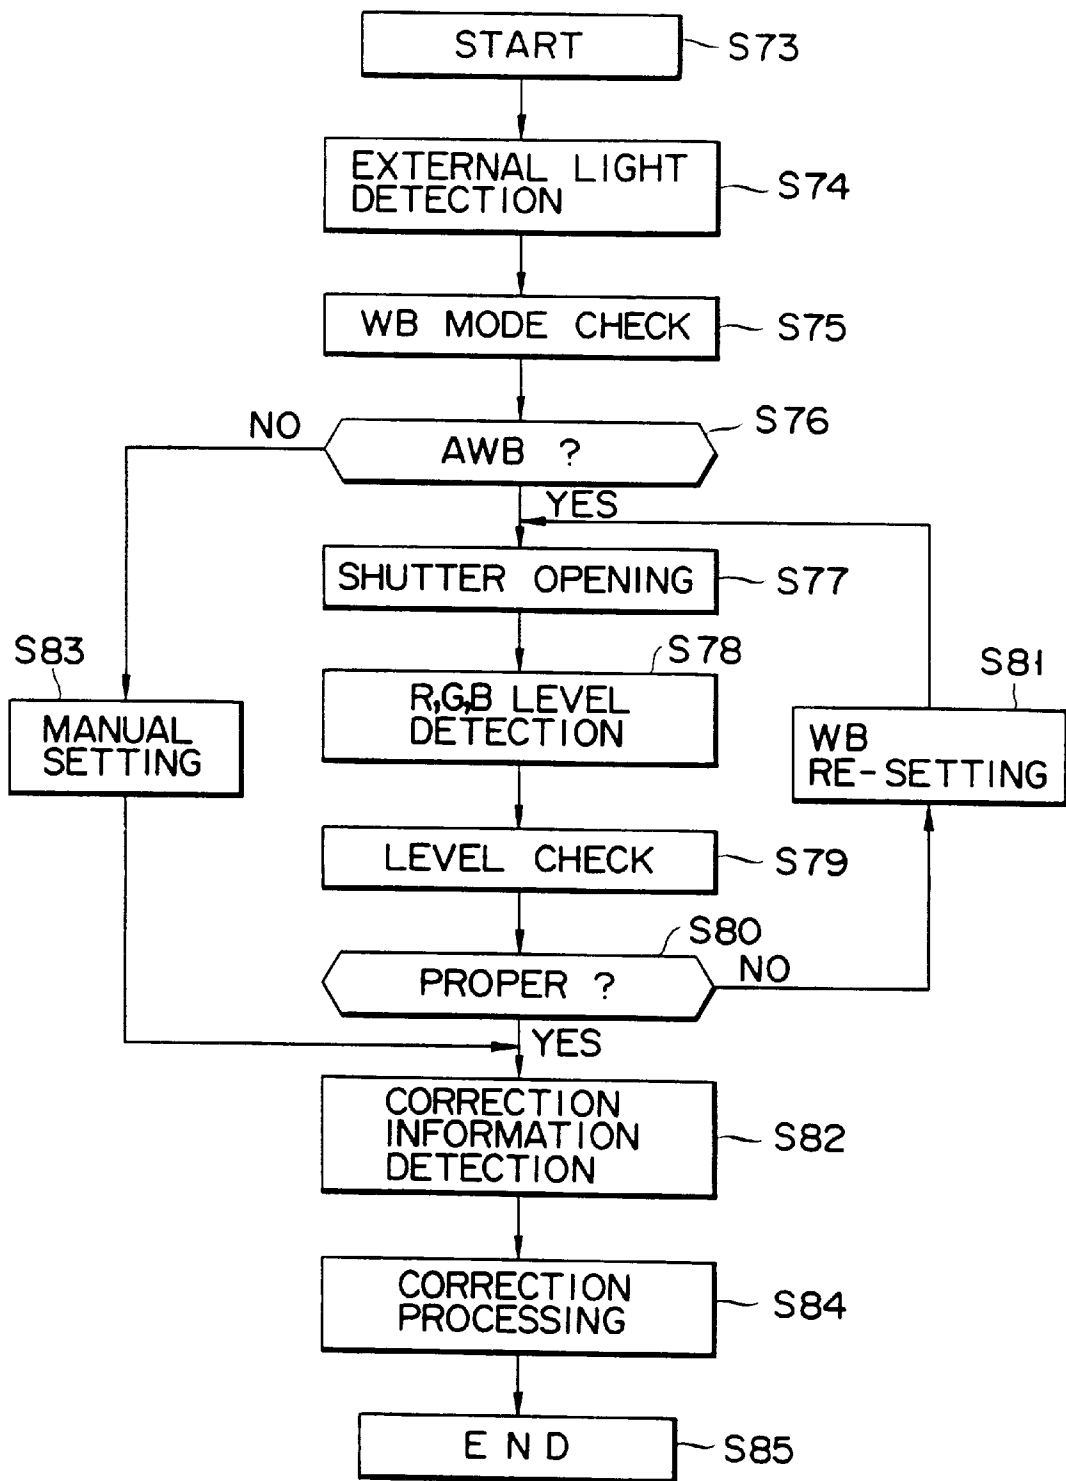 START
S73
EXTERNAL LIGHT
DETECTION
S74
WB MODE CHECK
S75
AWB ?
S76
NO
YES
SHUTTER OPENING
S77
S83
MANUAL
SETTING
S78
R,G,B LEVEL
DETECTION
S81
WB
RE-SETTING
LEVEL CHECK
S79
S80
PROPER ?
NO
YES
CORRECTION
INFORMATION
DETECTION
S82
CORRECTION
PROCESSING
S84
END
S85